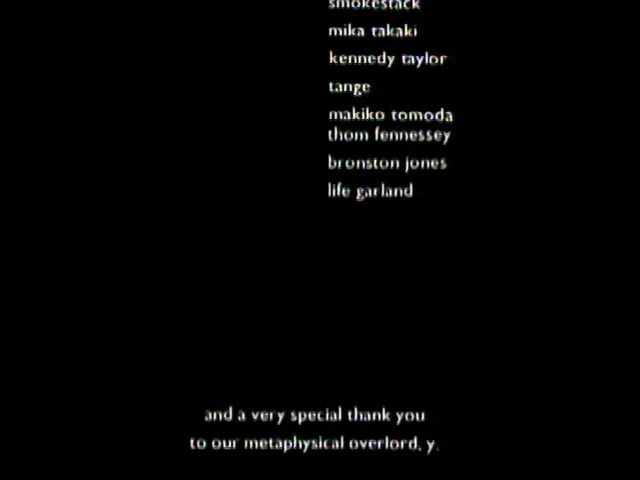 smokestack
mika takaki
kennedy taylor
tange
makiko tomoda
thom fennessey
bronston jones
life garland
and a very special thank you
to our metaphysical overlord, y.